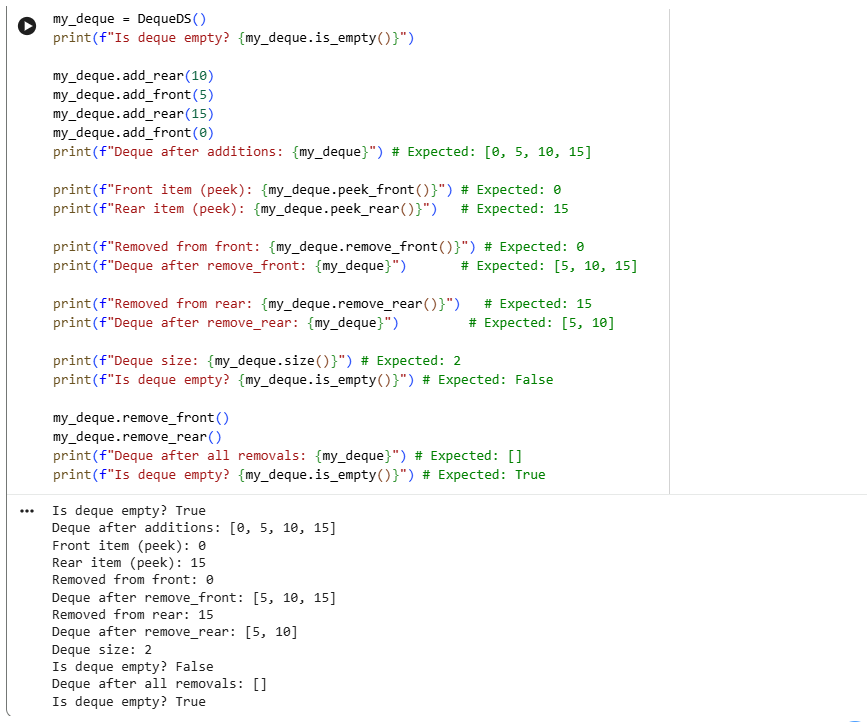 my_deque = DequeDS()
print(f"Is deque empty? {my_deque.is_empty()}")

my_deque.add_rear(10)
my_deque.add_front(5)
my_deque.add_rear(15)
my_deque.add_front(0)
print(f"Deque after additions: {my_deque}") # Expected: [0, 5, 10, 15]

print(f"Front item (peek): {my_deque.peek_front()}") # Expected: 0
print(f"Rear item (peek): {my_deque.peek_rear()}")   # Expected: 15

print(f"Removed from front: {my_deque.remove_front()}") # Expected: 0
print(f"Deque after remove_front: {my_deque}")       # Expected: [5, 10, 15]

print(f"Removed from rear: {my_deque.remove_rear()}")   # Expected: 15
print(f"Deque after remove_rear: {my_deque}")         # Expected: [5, 10]

print(f"Deque size: {my_deque.size()}") # Expected: 2
print(f"Is deque empty? {my_deque.is_empty()}") # Expected: False

my_deque.remove_front()
my_deque.remove_rear()
print(f"Deque after all removals: {my_deque}") # Expected: []
print(f"Is deque empty? {my_deque.is_empty()}") # Expected: True

Is deque empty? True
Deque after additions: [0, 5, 10, 15]
Front item (peek): 0
Rear item (peek): 15
Removed from front: 0
Deque after remove_front: [5, 10, 15]
Removed from rear: 15
Deque after remove_rear: [5, 10]
Deque size: 2
Is deque empty? False
Deque after all removals: []
Is deque empty? True